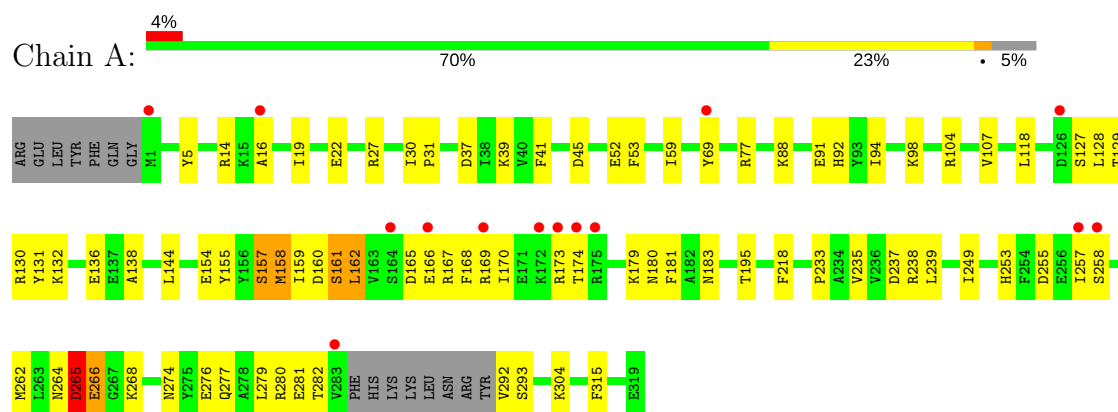 4%
Chain A:
70% 23% • 5%
ARG GLU LEU TYR PHE GLN GLY M1 Y5 R14 K15 A16 I19 E22 R27 I30 P31 D37 I38 K39 V40 F41 D45 E52 F53 I59 Y69 R77 K88 E91 H92 Y93 I94 K98 R104 V107 L118 D126 S127 L128 T129
R130 Y131 K132 E136 E137 A138 L144 E154 Y155 Y156 S157 M158 I159 D160 S161 L162 V163 S164 D165 E166 R167 F168 R169 I170 E171 K172 R173 T174 R175 K179 N180 F181 A182 N183 T195 F218 P233 A234 V235 V236 D237 R238 L239 I249 H253 F254 D255 E256 I257 S258
M262 L263 N264 D265 E266 G267 K268 N274 Y275 E276 Q277 A278 L279 R280 E281 T282 V283 PHE HIS LYS LYS LEU ASN ARG TYR V292 S293 K304 F315 E319